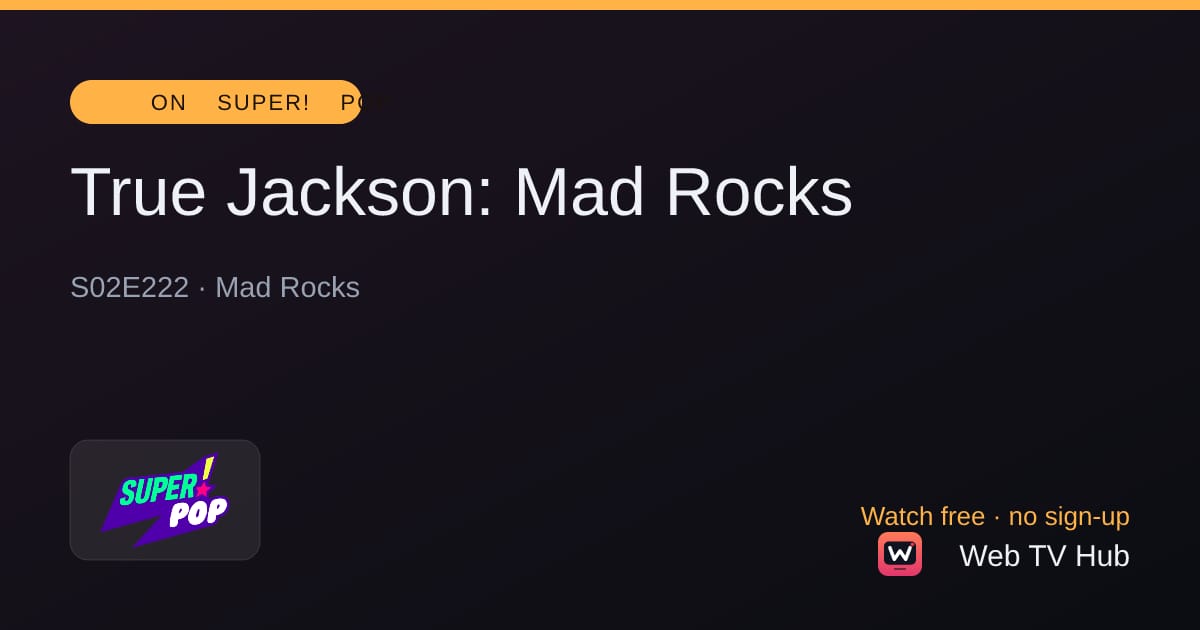 ON SUPER! POP
True Jackson: Mad Rocks
S02E222 · Mad Rocks
SUPER!
POP
Watch free · no sign-up
W
Web TV Hub